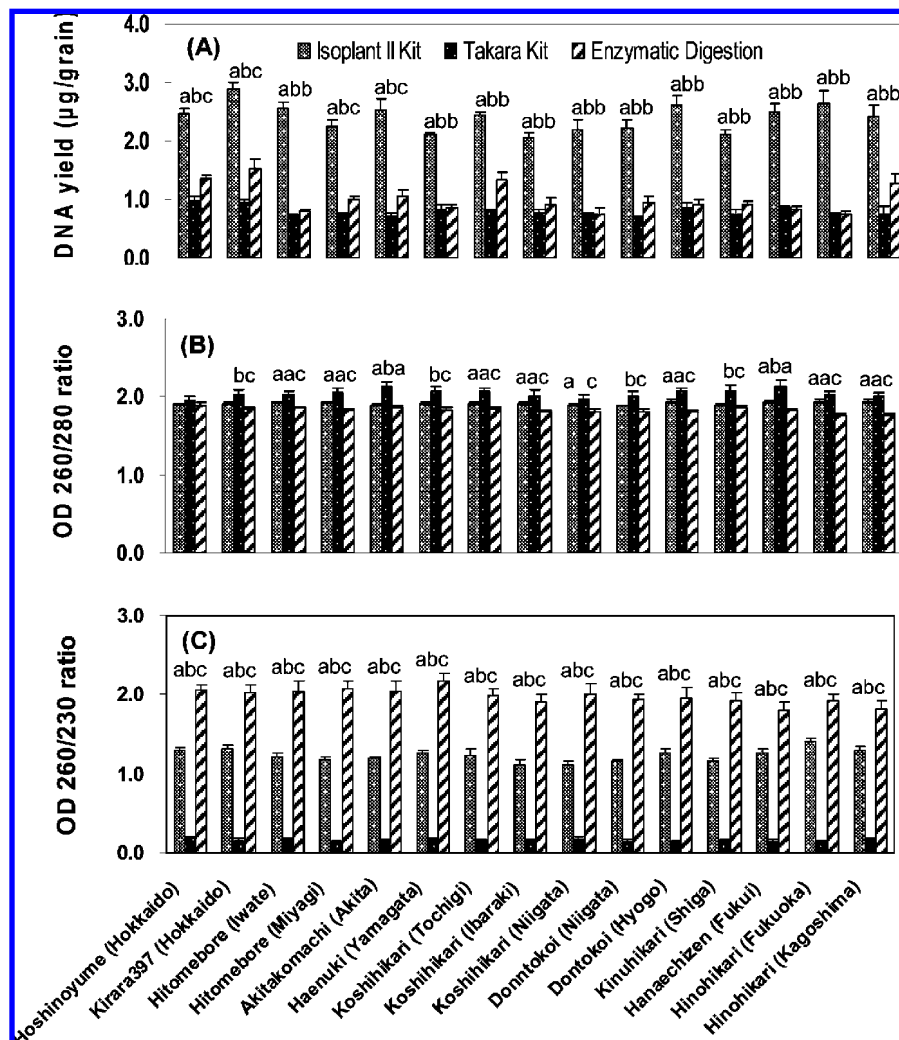 DNA yield (µg/grain)
4.0
3.0
2.0
1.0
0.0
(A)
Isoplant II Kit Takara Kit Enzymatic Digestion
abc abc abb abc abc abb abb abb abb abb abb abb abb abb abb
OD 260/280 ratio
3.0
2.0
1.0
0.0
(B)
bc aac aac aba bc aac aac a c bc aac bc aba aac aac
OD 260/230 ratio
3.0
2.0
1.0
0.0
(C)
abc abc abc abc abc abc abc abc abc abc abc abc abc abc abc
Hoshinoyume (Hokkaido)
Kirara397 (Hokkaido)
Hitomebore (Iwate)
Hitomebore (Miyagi)
Akitakomachi (Akita)
Haenuki (Yamagata)
Koshihikari (Tochigi)
Koshihikari (Ibaraki)
Koshihikari (Niigata)
Donntokoi (Niigata)
Dontokoi (Hyogo)
Kinuhikari (Shiga)
Hanaechizen (Fukui)
Hinohikari (Fukuoka)
Hinohikari (Kagoshima)